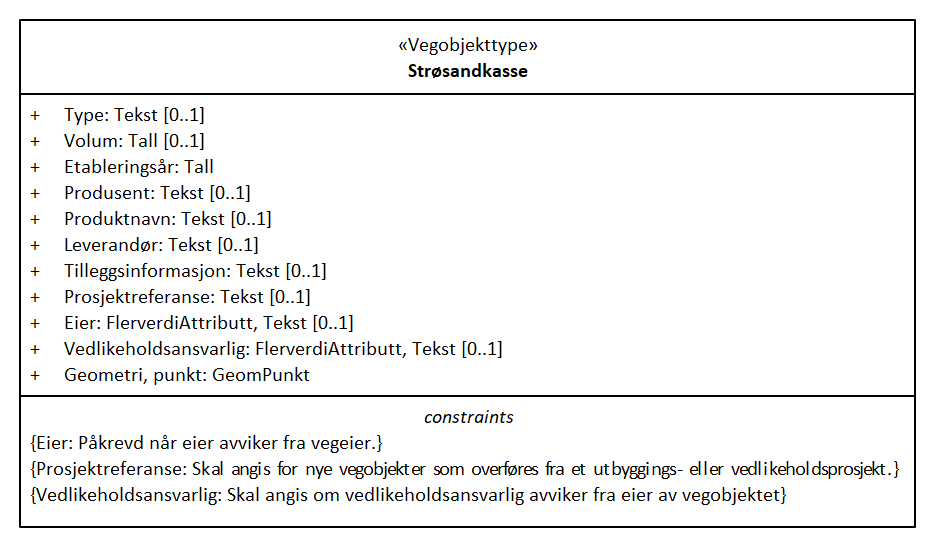 «Vegobjekttype»
Strøsandkasse
+ Type: Tekst [0..1]
+ Volum: Tall [0..1]
+ Etableringsår: Tall
+ Produsent: Tekst [0..1]
+ Produktnavn: Tekst [0..1]
+ Leverandør: Tekst [0..1]
+ Tilleggsinformasjon: Tekst [0..1]
+ Prosjektreferanse: Tekst [0..1]
+ Eier: FlerverdiAttributt, Tekst [0..1]
+ Vedlikeholdsansvarlig: FlerverdiAttributt, Tekst [0..1]
+ Geometri, punkt: GeomPunkt
constraints
{Eier: Påkrevd når eier avviker fra vegeier.}
{Prosjektreferanse: Skal angis for nye vegobjekter som overføres fra et utbyggings- eller vedlikeholdsprosjekt.}
{Vedlikeholdsansvarlig: Skal angis om vedlikeholdsansvarlig avviker fra eier av vegobjektet}